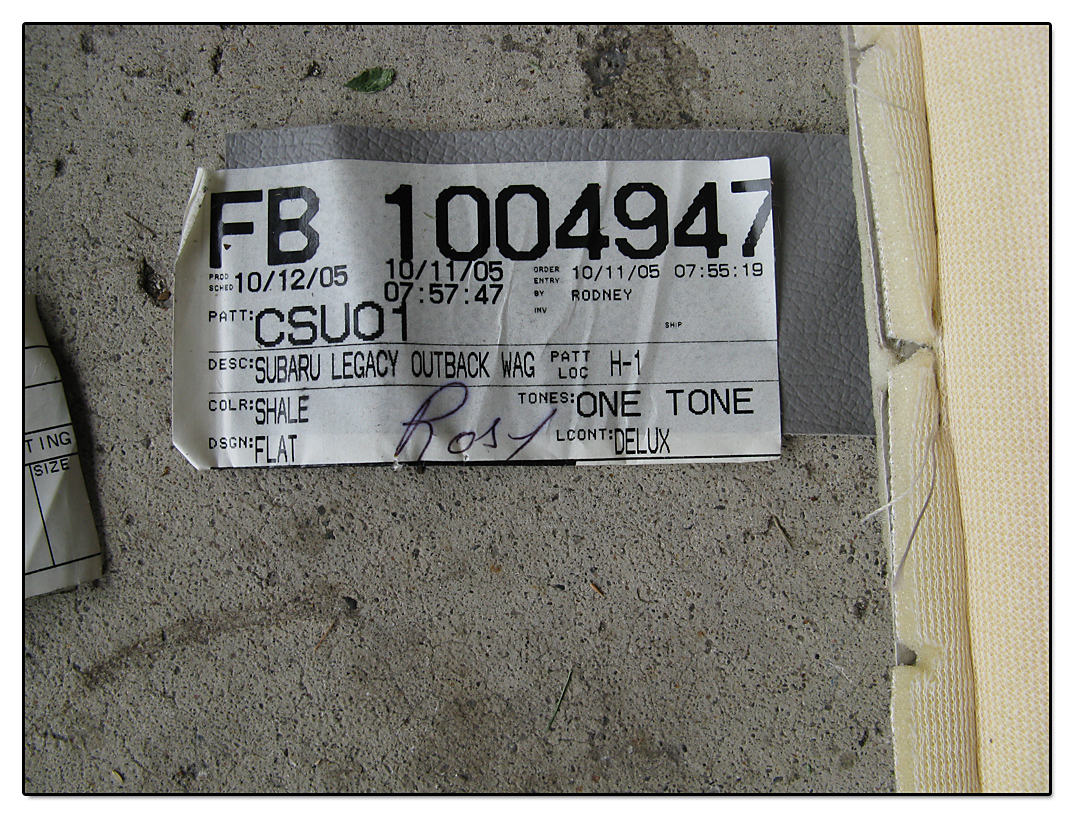 FB 1004947
PROD SCHED 10/12/05 10/11/05 07:57:47 ORDER ENTRY 10/11/05 07:55:19
BY RODNEY
INV
SHIP
PATT: CSU01
DESC: SUBARU LEGACY OUTBACK WAG PATT LOC H-1
COLR: SHALE TONES: ONE TONE
DSGN: FLAT Rosy LCONT: DELUX
TING
SIZE